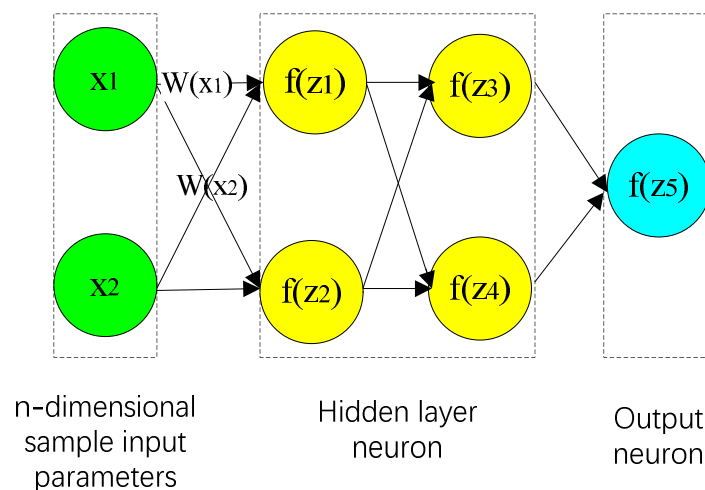 x1
W(x1)
f(z1)
f(z3)
W(x2)
f(z5)
x2
f(z2)
f(z4)
n-dimensional
sample input
parameters
Hidden layer
neuron
Output
neuron